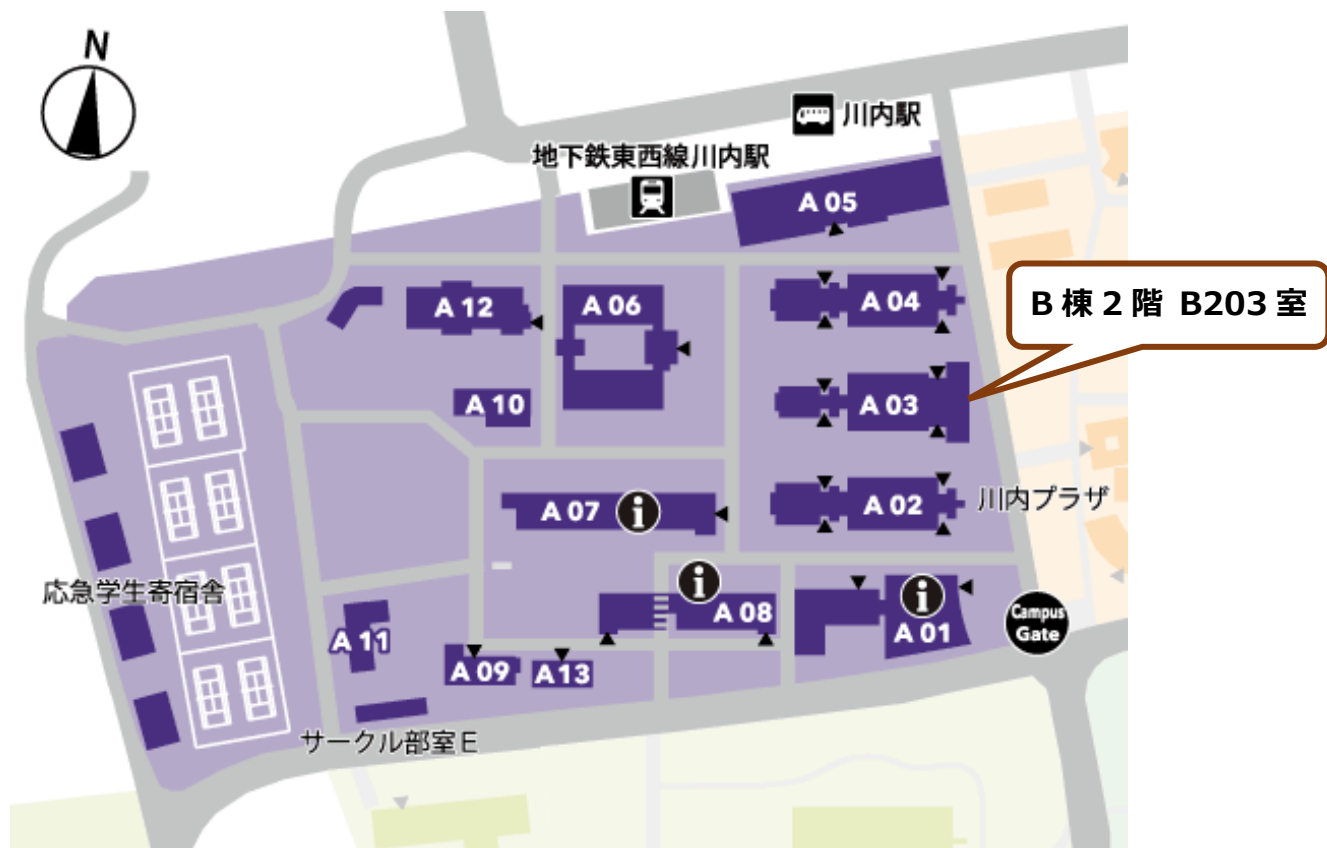 N
川内駅
地下鉄東西線川内駅
A 05
A 12
A 06
A 04
B 棟 2 階 B203 室
A 10
A 03
A 07
i
A 02
川内プラザ
応急学生寄宿舎
i
A 08
i
A 01
Campus
Gate
A 11
A 09
A13
サークル部室E